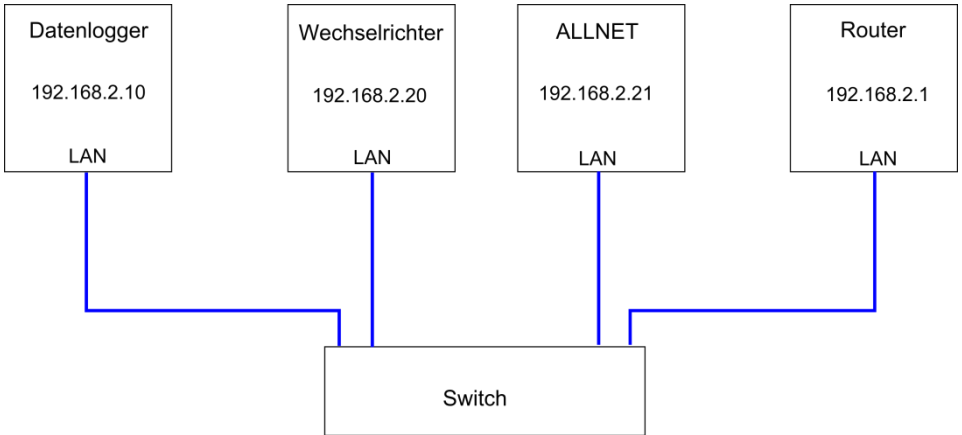 Datenlogger
192.168.2.10
LAN
Wechselrichter
192.168.2.20
LAN
ALLNET
192.168.2.21
LAN
Router
192.168.2.1
LAN
Switch